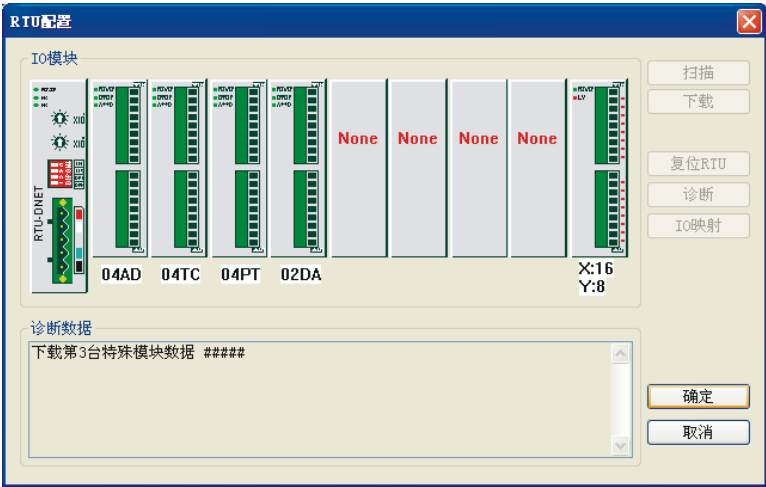 RTU配置
IO模块
扫描
下载
复位RTU
诊断
IO映射
RTU-DNET
None
None
None
None
04AD
04TC
04PT
02DA
X:16
Y:8
诊断数据
下载第3台特殊模块数据 #####
确定
取消